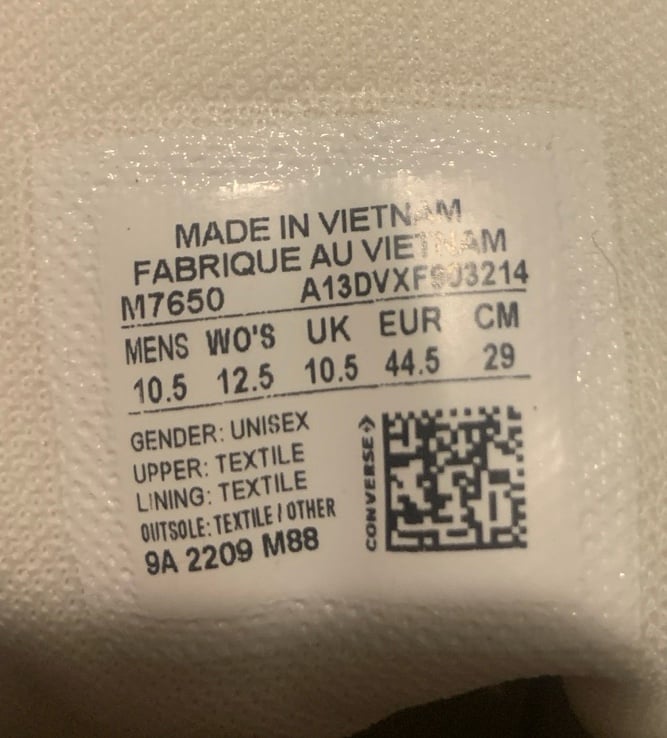 MADE IN VIETNAM
FABRIQUE AU VIETNAM
M7650
MENS WO'S UK EUR CM
10.5 12.5 10.5 44.5 29
GENDER: UNISEX
UPPER: TEXTILE
LINING: TEXTILE
OUTSOLE: TEXTILE / OTHER
9A 2209 M88
CONVERSE